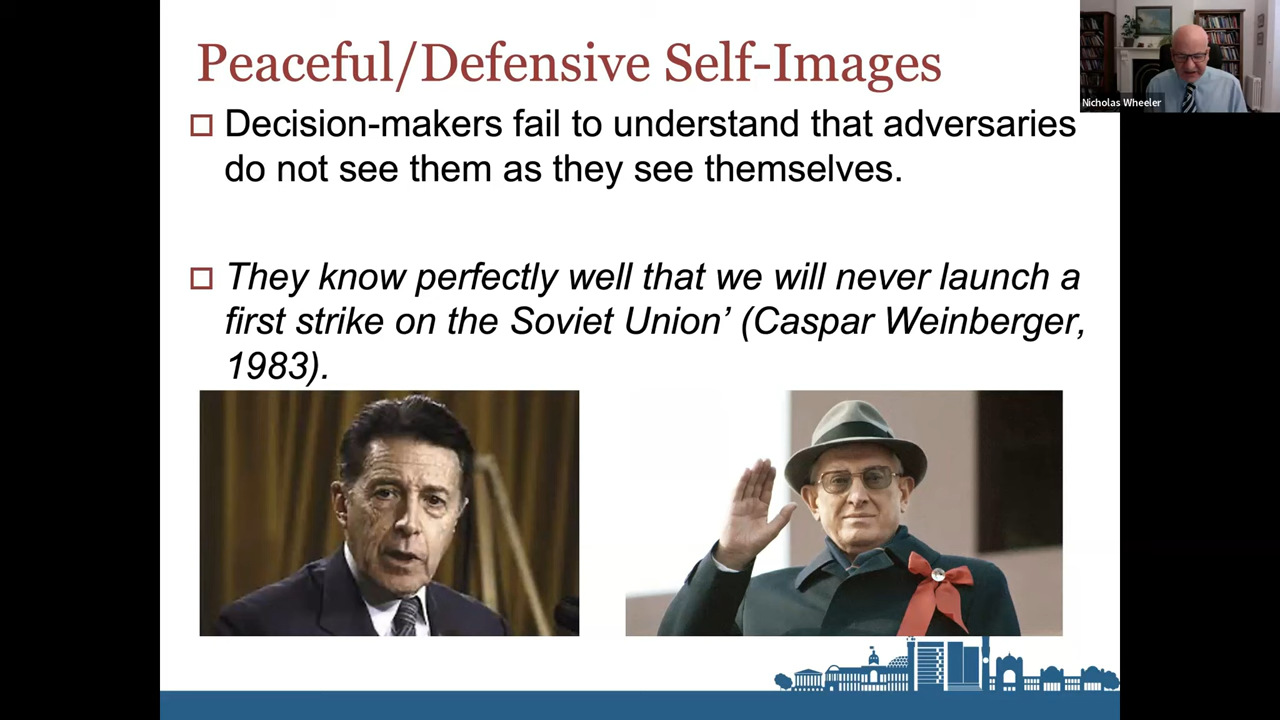 Peaceful/Defensive Self-Images
Decision-makers fail to understand that adversaries
do not see them as they see themselves.
They know perfectly well that we will never launch a
first strike on the Soviet Union’ (Caspar Weinberger,
1983).
Nicholas Wheeler